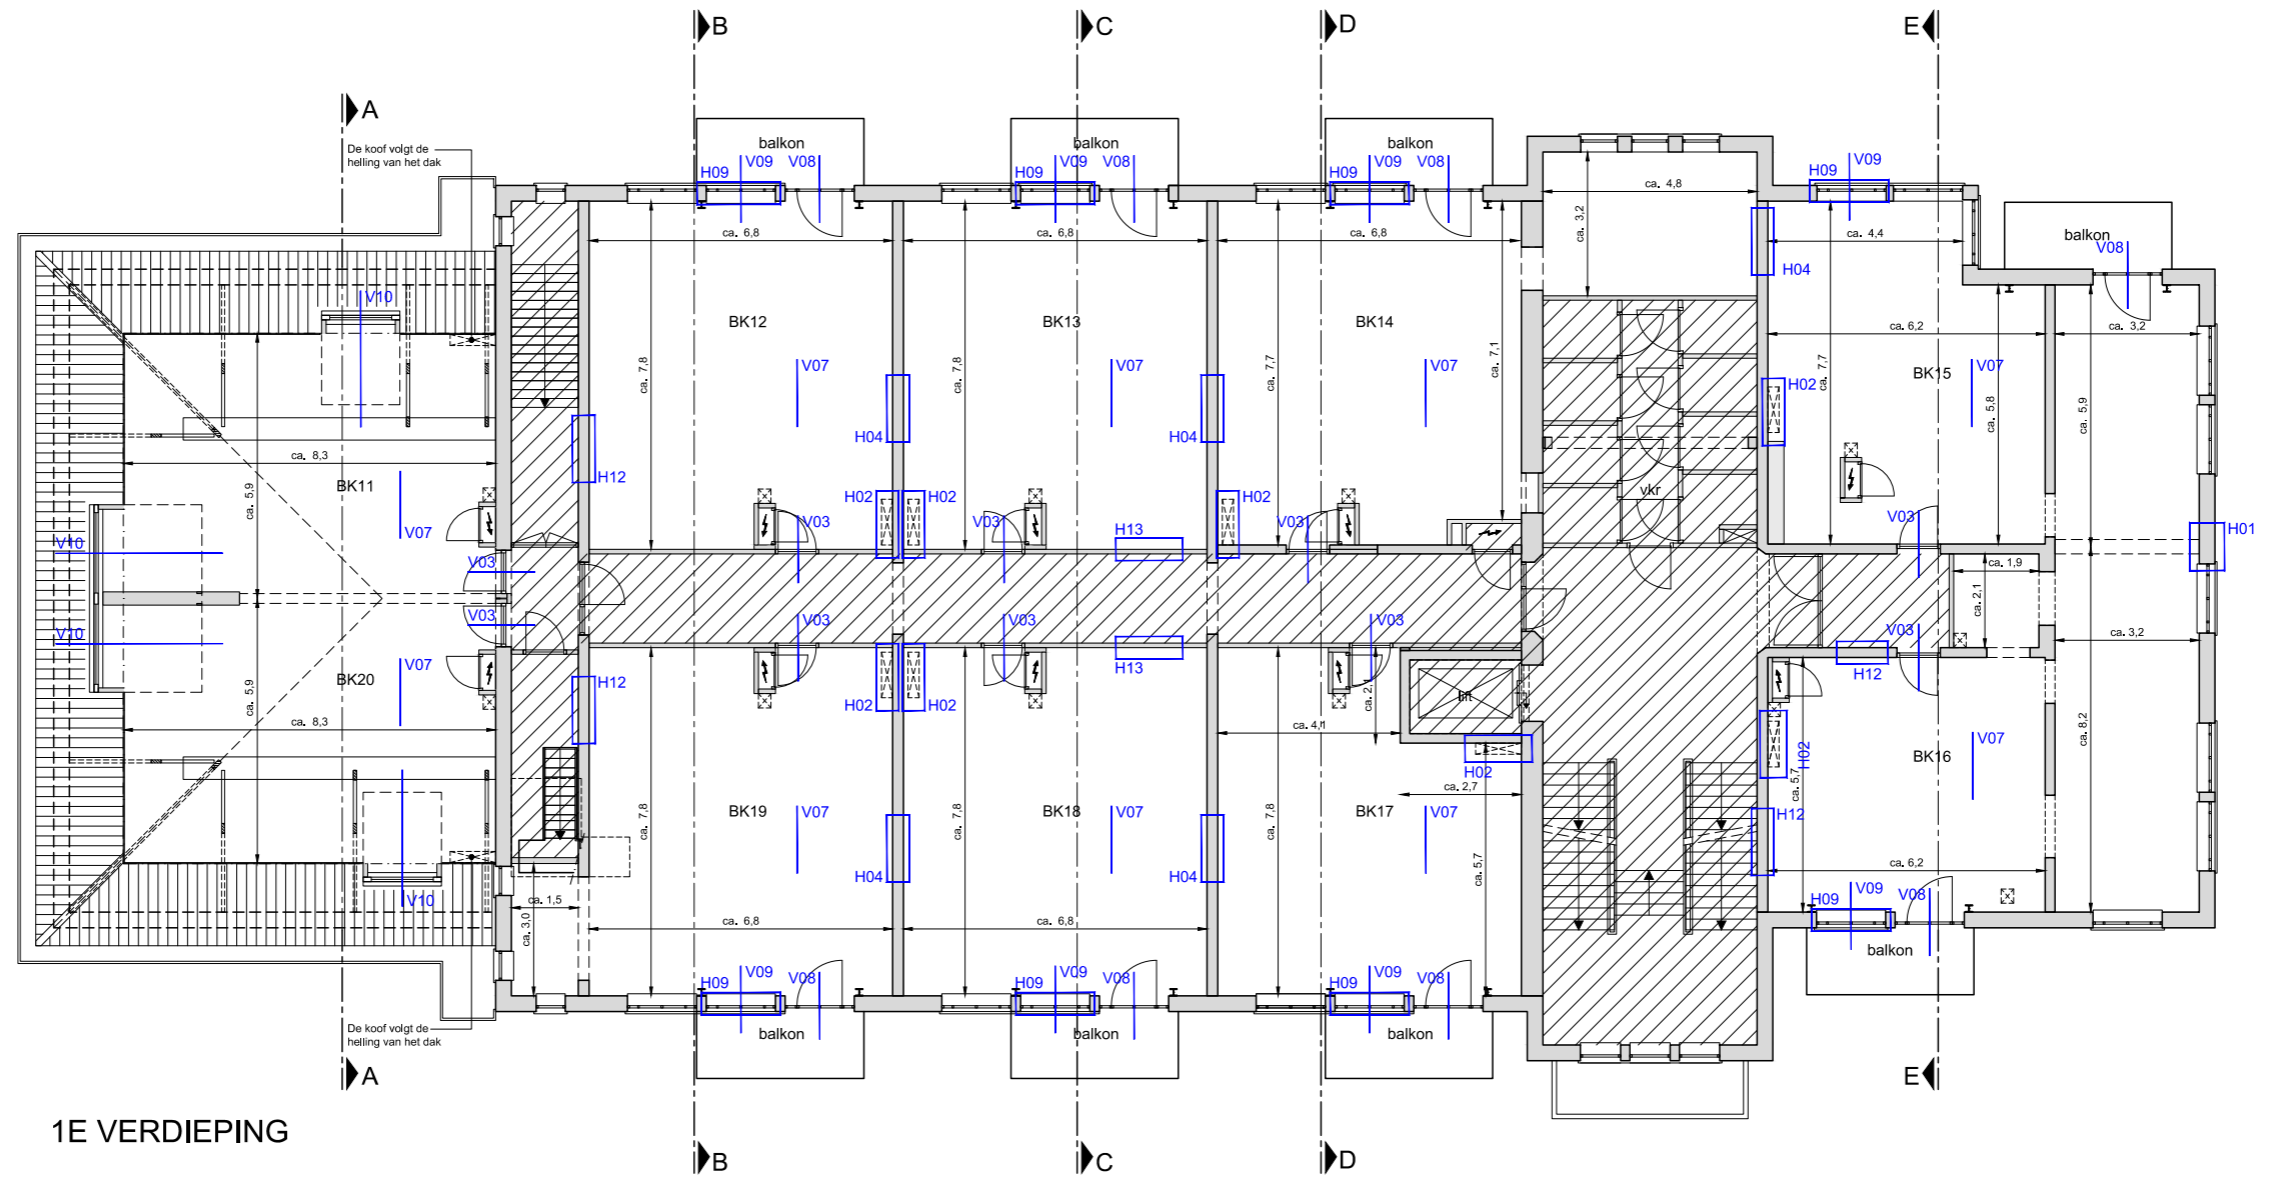 B
C
D
E
A
De koof volgt de
helling van het dak
balkon
balkon
balkon
H09 V09 V08
H09 V09 V08
H09 V09 V08
H09 V09
ca. 4,8
ca. 3,2
ca. 6,8
ca. 6,8
ca. 6,8
ca. 4,4
balkon
V08
H04
V10
BK12
BK13
BK14
ca. 7,8
ca. 7,8
ca. 7,7
ca. 7,1
ca. 6,2
ca. 3,2
V07
V07
V07
ca. 7,7
BK15
V07
H02
ca. 5,8
ca. 5,9
H04
H04
ca. 8,3
H12
BK11
ca. 5,9
vkr
H02
H02
H02
V07
V03
V03
V03
V03
H13
H01
V10
V03
ca. 1,9
ca. 2,1
V03
V03
V03
V03
V03
V10
ca. 3,2
H13
H12
V07
BK20
H12
ca. 5,9
lift
H02
H02
ca. 4,1
ca. 8,3
H02
H02
V07
BK16
ca. 2,7
ca. 5,7
BK19
V07
BK18
V07
BK17
V07
H12
ca. 7,8
ca. 7,8
ca. 7,8
ca. 5,7
ca. 8,2
H04
H04
ca. 6,2
V10
ca. 1,5
ca. 3,0
ca. 6,8
ca. 6,8
H09 V09 V08
balkon
H09 V09 V08
H09 V09 V08
H09 V09 V08
balkon
balkon
balkon
De koof volgt de
helling van het dak
A
E
1E VERDIEPING
B
C
D